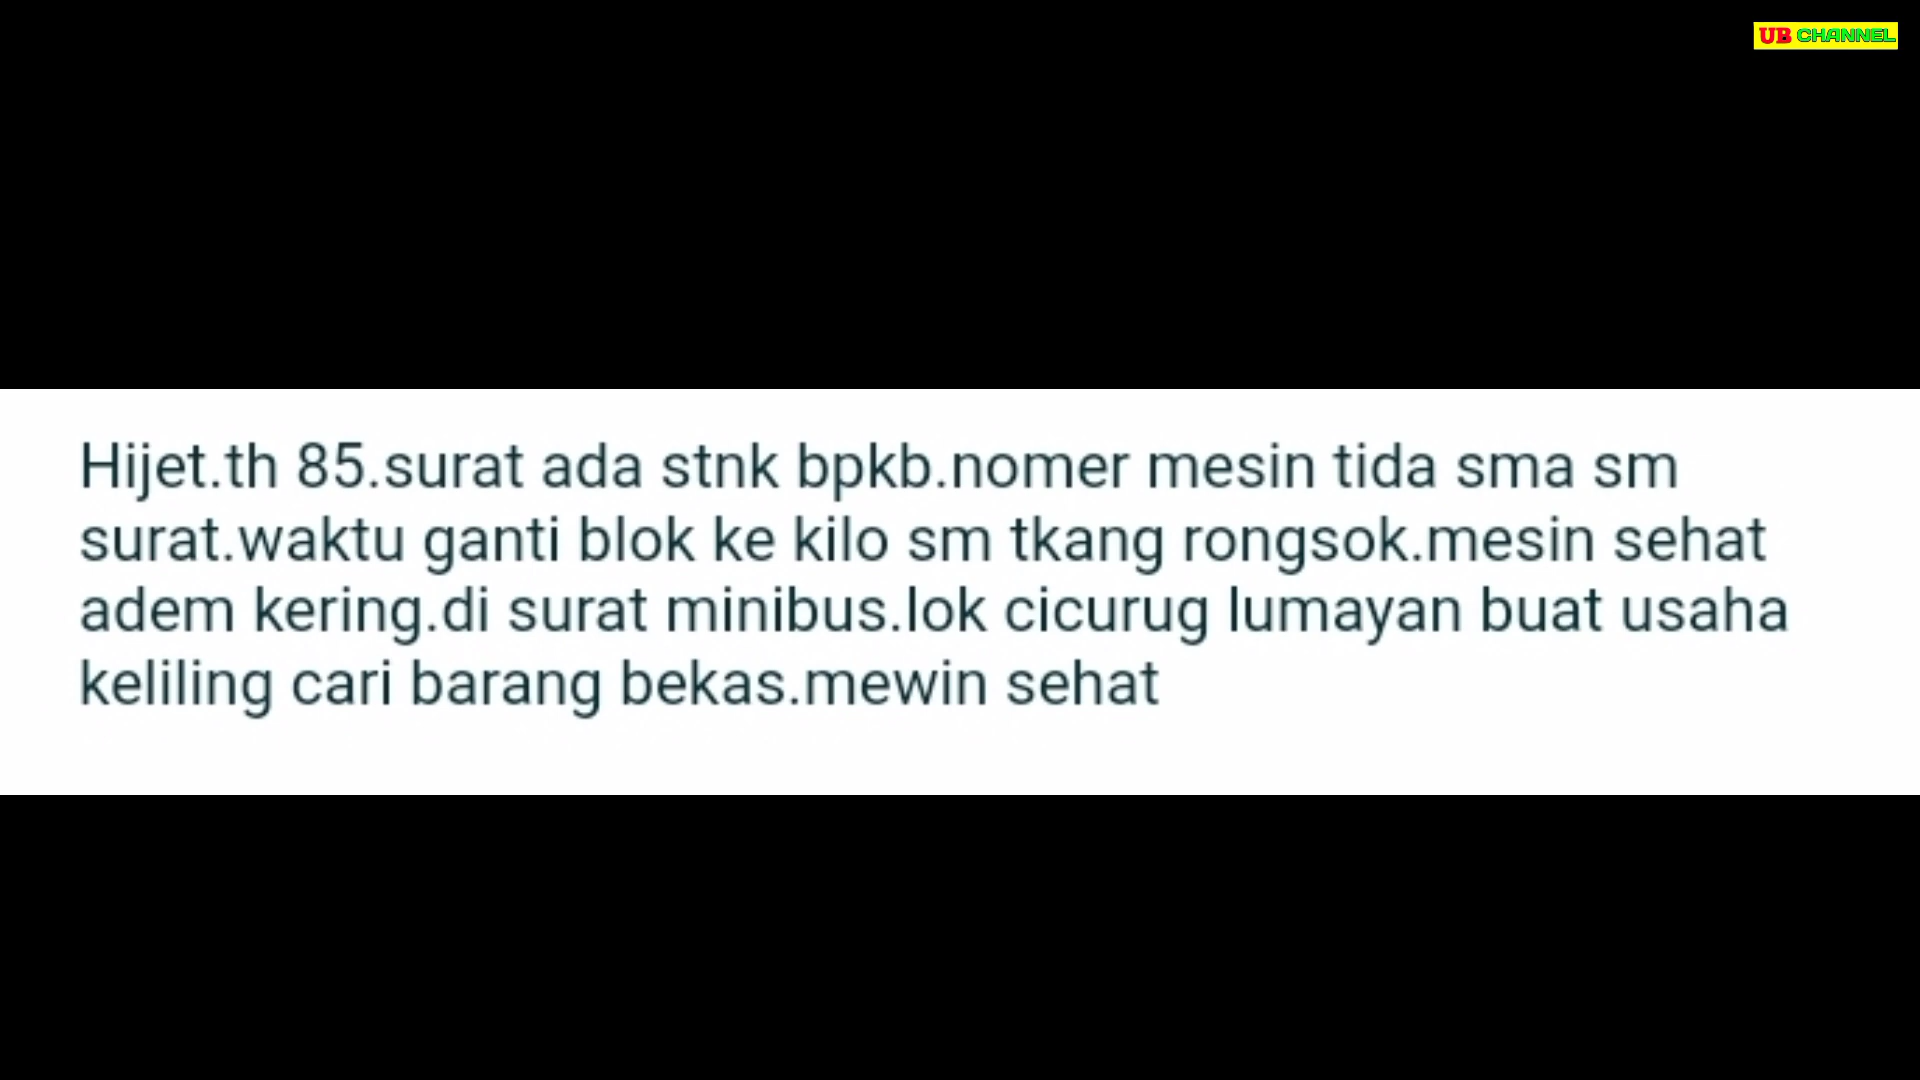 UB CHANNEL
Hijet.th 85.surat ada stnk bpkb.nomer mesin tida sma sm
surat.waktu ganti blok ke kilo sm tkang rongsok.mesin sehat
adem kering.di surat minibus.lok cicurug lumayan buat usaha
keliling cari barang bekas.mewin sehat